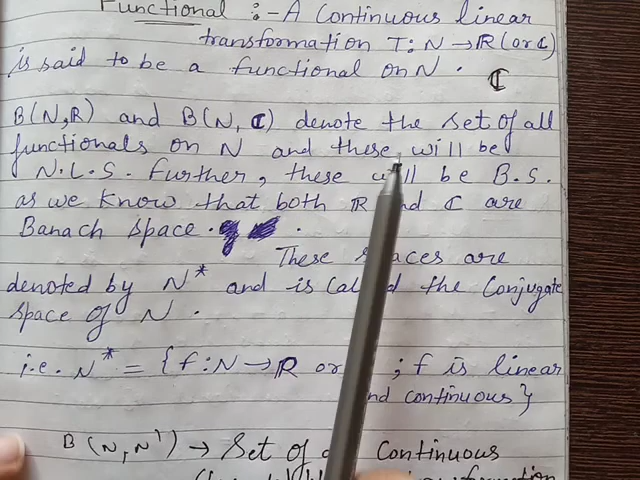 Functional :- A Continuous linear
transformation T: N → ℝ (or ℂ)
is said to be a functional on N.
ℂ
B(N, ℝ) and B(N, ℂ) denote the set of all
functionals on N and these will be
N.L.S. Further, these will be B.S.
as we know that both ℝ and ℂ are
Banach space.
These spaces are
denoted by N* and is called the Conjugate
space of N.
i.e. N* = {f: N → ℝ or ; f is linear
and continuous}
B(N, N') → Set of Continuous